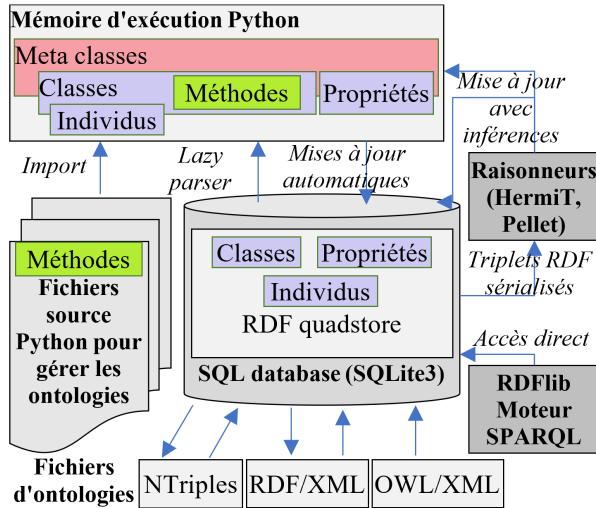 Mémoire d'exécution Python
Meta classes
Classes
Méthodes
Propriétés
Individus
Mise à jour
avec
inférences
Import
Lazy
parser
Mises à jour
automatiques
Raisonneurs
(HermiT,
Pellet)
Méthodes
Fichiers
source
Python pour
gérer les
ontologies
Classes
Propriétés
Individus
RDF quadstore
SQL database (SQLite3)
Triplets RDF
sérialisés
Accès direct
RDFlib
Moteur
SPARQL
Fichiers
d'ontologies
NTriples
RDF/XML
OWL/XML